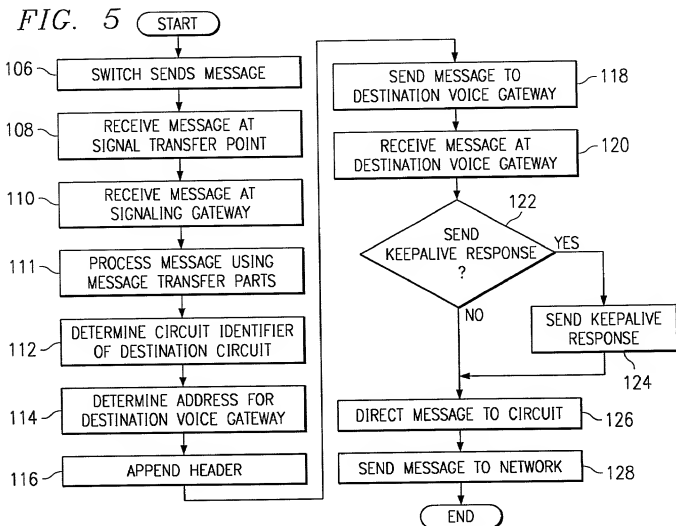 FIG. 5
START
106
SWITCH SENDS MESSAGE
108
RECEIVE MESSAGE AT
SIGNAL TRANSFER POINT
110
RECEIVE MESSAGE AT
SIGNALING GATEWAY
111
PROCESS MESSAGE USING
MESSAGE TRANSFER PARTS
112
DETERMINE CIRCUIT IDENTIFIER
OF DESTINATION CIRCUIT
114
DETERMINE ADDRESS FOR
DESTINATION VOICE GATEWAY
116
APPEND HEADER
SEND MESSAGE TO
DESTINATION VOICE GATEWAY
118
RECEIVE MESSAGE AT
DESTINATION VOICE GATEWAY
120
122
SEND
KEEPALIVE RESPONSE
?
YES
NO
SEND KEEPALIVE
RESPONSE
124
DIRECT MESSAGE TO CIRCUIT
126
SEND MESSAGE TO NETWORK
128
END